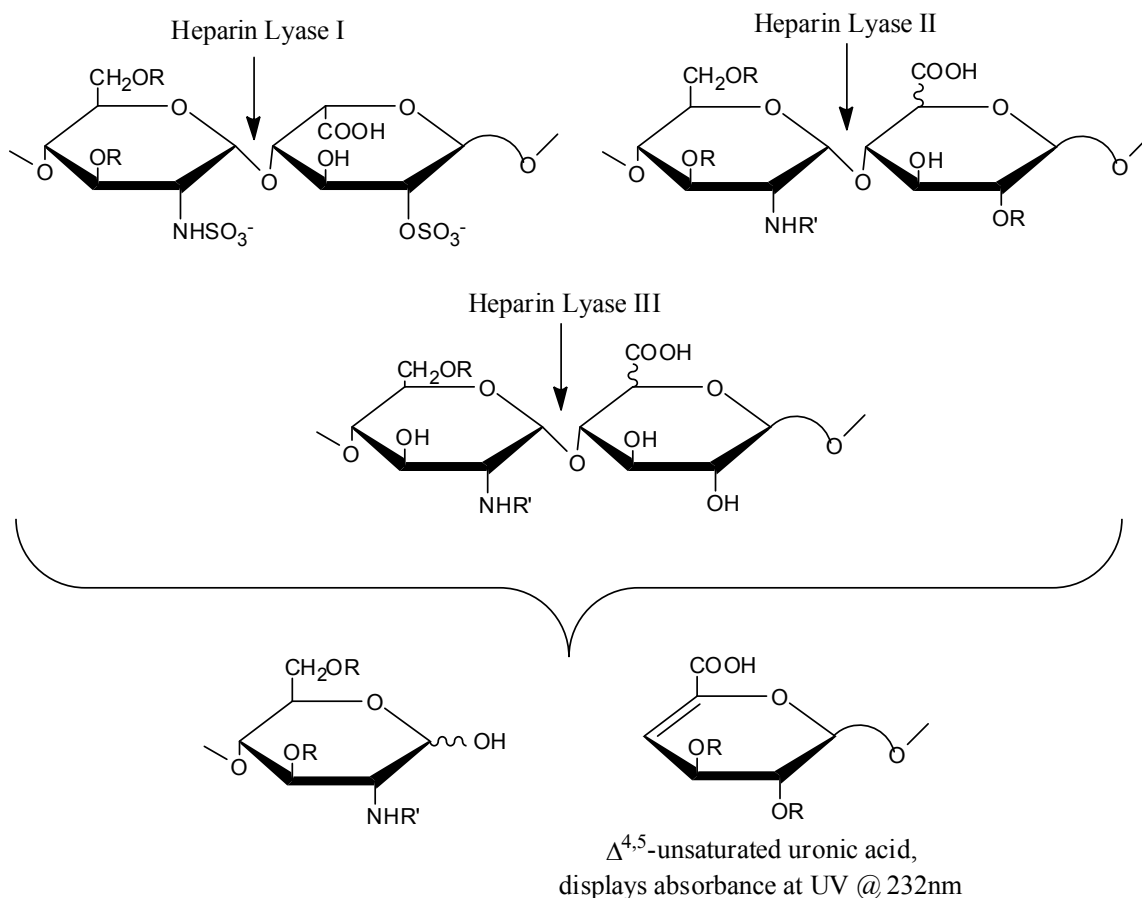 Heparin Lyase I
CH2OR
O
COOH
OR
OH
O
O
O
NHSO3-
OSO3-
Heparin Lyase II
CH2OR
COOH
O
O
OR
OH
O
O
O
NHR'
OR
Heparin Lyase III
CH2OR
COOH
O
O
OH
OH
O
O
O
NHR'
OH
CH2OR
O
OR
OH
O
NHR'
COOH
O
OR
O
OR
Δ4,5-unsaturated uronic acid,
displays absorbance at UV @ 232nm